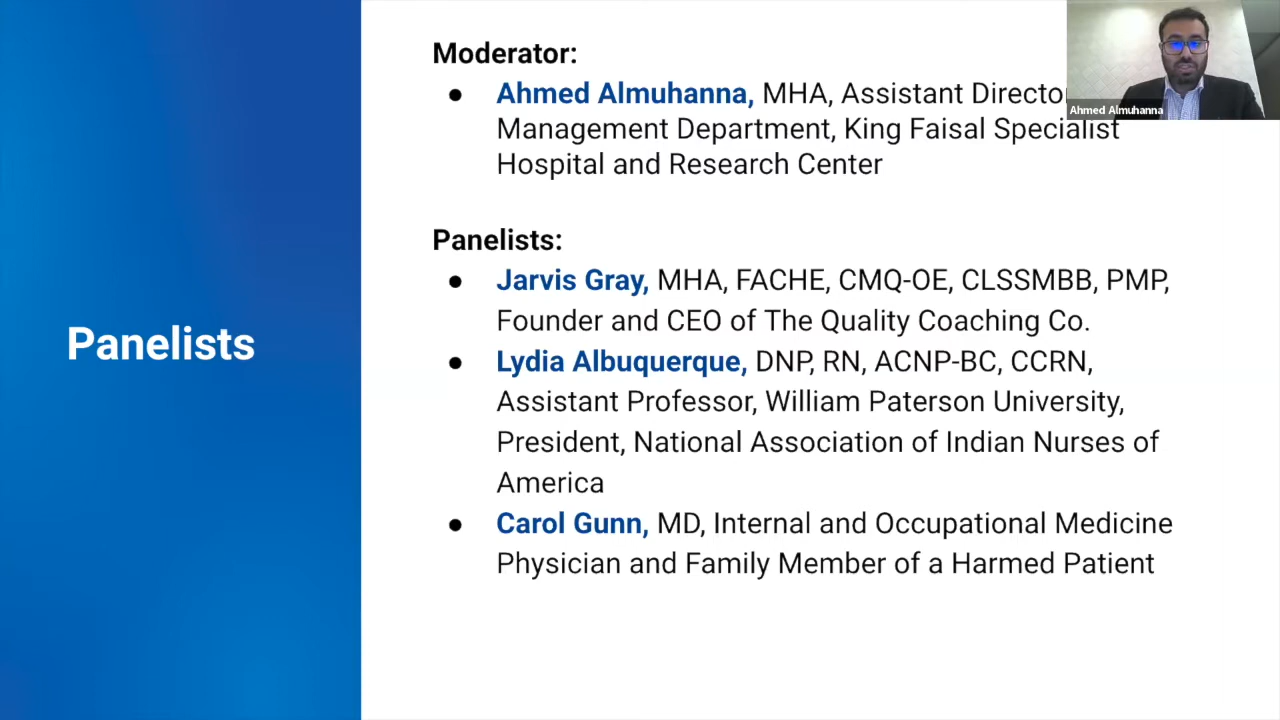 Panelists
Moderator:
● Ahmed Almuhanna, MHA, Assistant
Management Department, King Faisal Specialist
Hospital and Research Center
Panelists:
● Jarvis Gray, MHA, FACHE, CMQ-OE, CLSSMBB, PMP,
Founder and CEO of The Quality Coaching Co.
● Lydia Albuquerque, DNP, RN, ACNP-BC, CCRN,
Assistant Professor, William Paterson University,
President, National Association of Indian Nurses of
America
● Carol Gunn, MD, Internal and Occupational Medicine
Physician and Family Member of a Harmed Patient
Ahmed Almuhanna